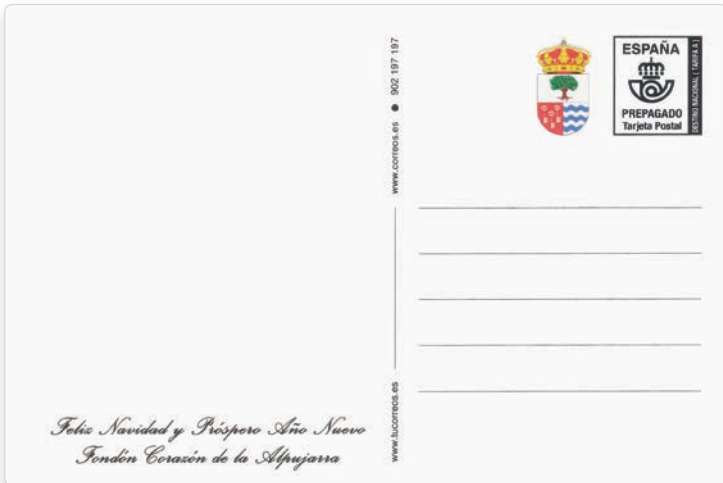 www.tucorreos.es
www.correos.es ● 902 197 197
ESPAÑA
PREPAGADO
Tarjeta Postal
DESTINO NACIONAL ( TARIFA A )
Feliz Navidad y Próspero Año Nuevo
Fondón Corazón de la Alpujarra